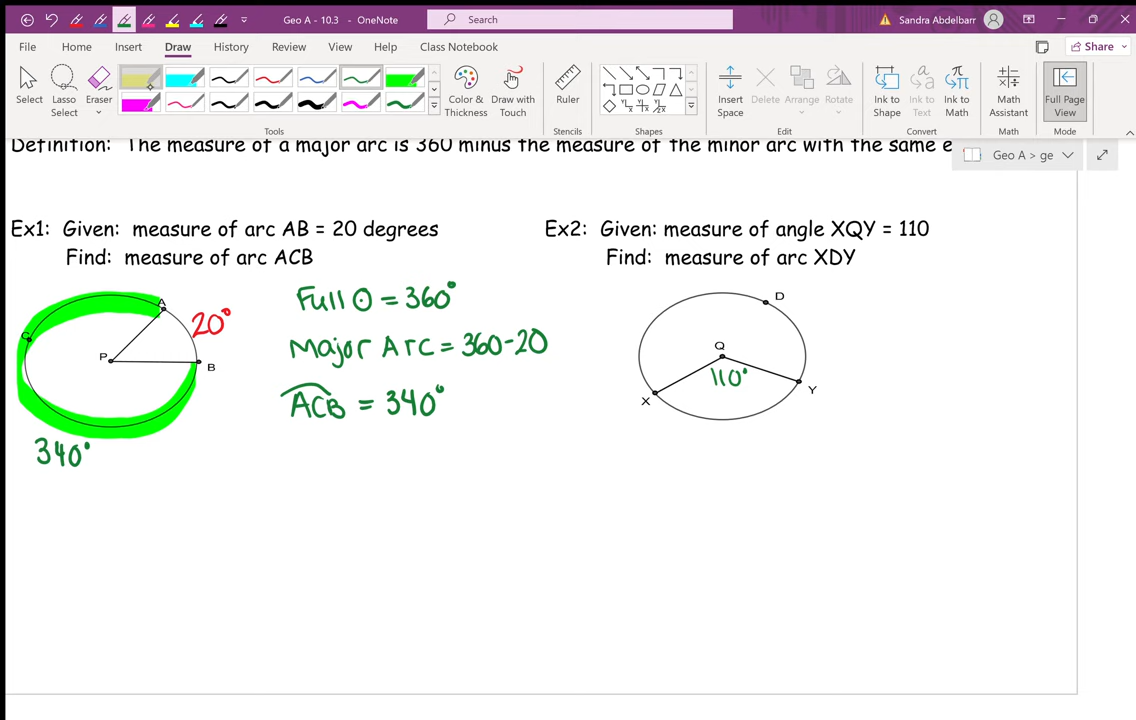 Geo A - 10.3 - OneNote
Search
Sandra Abdelbarr
File Home Insert Draw History Review View Help Class Notebook
Share
Select
Lasso Select
Eraser
Color & Thickness
Draw with Touch
Ruler
Insert Space
Delete
Arrange
Rotate
Ink to Shape
Ink to Text
Ink to Math
Math Assistant
Full Page View
Tools Stencils Shapes Edit Convert Math Mode
Definition: The measure of a major arc is 360 minus the measure of the minor arc with the same e
Geo A > ge
Ex1: Given: measure of arc AB = 20 degrees
Find: measure of arc ACB
A
C
P
B
20°
340°
Full ⊙ = 360°
Major Arc = 360-20
ACB = 340°
Ex2: Given: measure of angle XQY = 110
Find: measure of arc XDY
D
Q
110°
X
Y